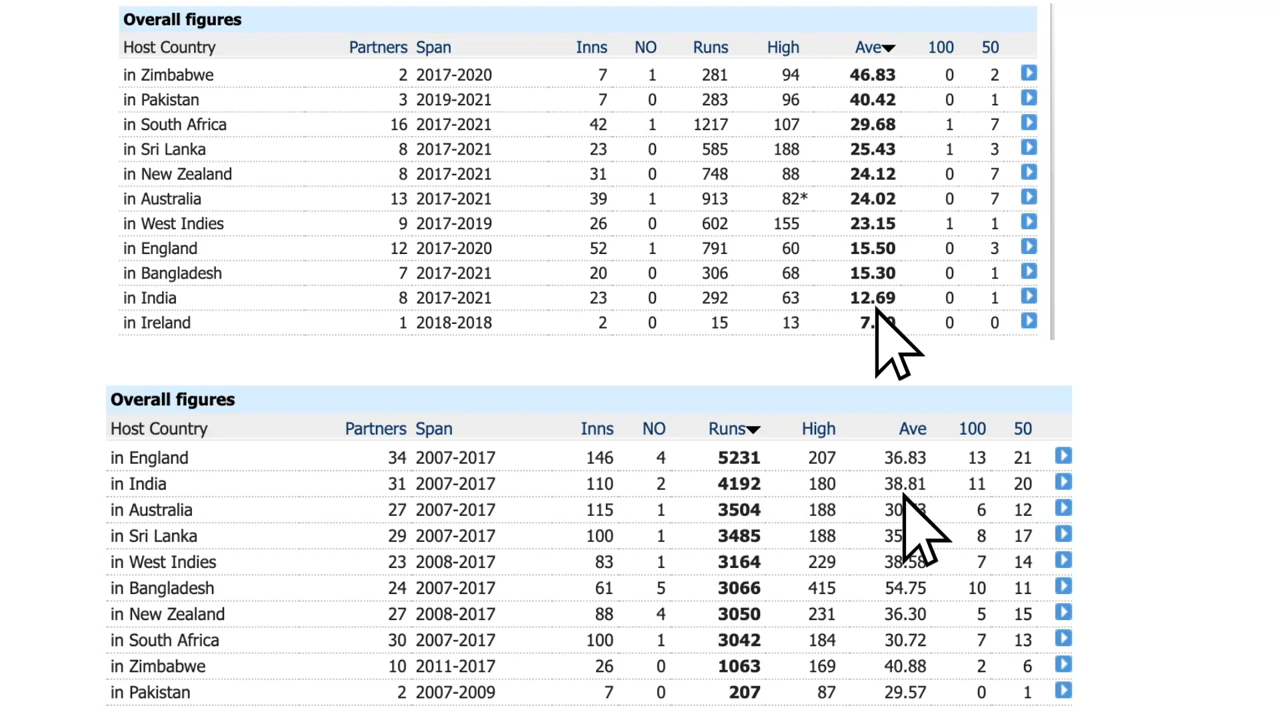 Overall figures
Host Country Partners Span Inns NO Runs High Ave 100 50
in Zimbabwe 2 2017-2020 7 1 281 94 46.83 0 2
in Pakistan 3 2019-2021 7 0 283 96 40.42 0 1
in South Africa 16 2017-2021 42 1 1217 107 29.68 1 7
in Sri Lanka 8 2017-2021 23 0 585 188 25.43 1 3
in New Zealand 8 2017-2021 31 0 748 88 24.12 0 7
in Australia 13 2017-2021 39 1 913 82* 24.02 0 7
in West Indies 9 2017-2019 26 0 602 155 23.15 1 1
in England 12 2017-2020 52 1 791 60 15.50 0 3
in Bangladesh 7 2017-2021 20 0 306 68 15.30 0 1
in India 8 2017-2021 23 0 292 63 12.69 0 1
in Ireland 1 2018-2018 2 0 15 13 0 0
Overall figures
Host Country Partners Span Inns NO Runs High Ave 100 50
in England 34 2007-2017 146 4 5231 207 36.83 13 21
in India 31 2007-2017 110 2 4192 180 38.81 11 20
in Australia 27 2007-2017 115 1 3504 188 6 12
in Sri Lanka 29 2007-2017 100 1 3485 188 8 17
in West Indies 23 2008-2017 83 1 3164 229 38.58 7 14
in Bangladesh 24 2007-2017 61 5 3066 415 54.75 10 11
in New Zealand 27 2008-2017 88 4 3050 231 36.30 5 15
in South Africa 30 2007-2017 100 1 3042 184 30.72 7 13
in Zimbabwe 10 2011-2017 26 0 1063 169 40.88 2 6
in Pakistan 2 2007-2009 7 0 207 87 29.57 0 1